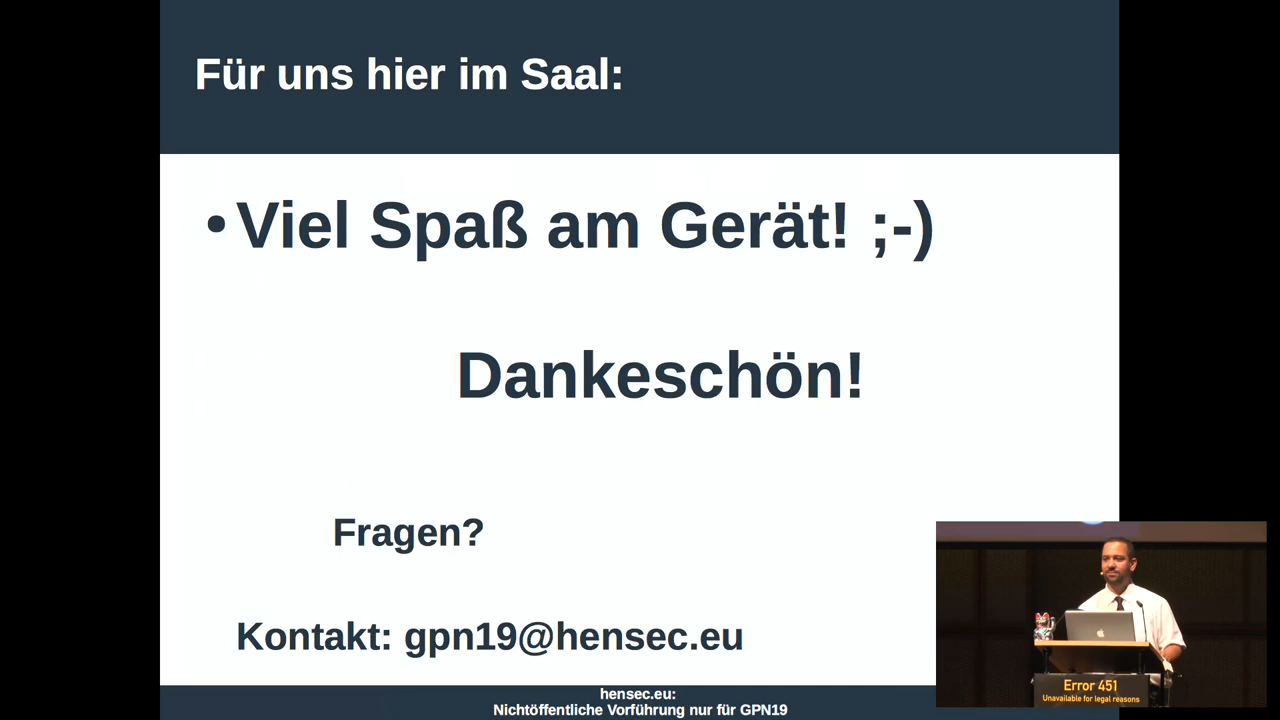 Für uns hier im Saal:
• Viel Spaß am Gerät! ;-)
Dankeschön!
Fragen?
Kontakt: gpn19@hensec.eu
hensec.eu:
Nichtöffentliche Vorführung nur für GPN19
Error 451
Unavailable for legal reasons